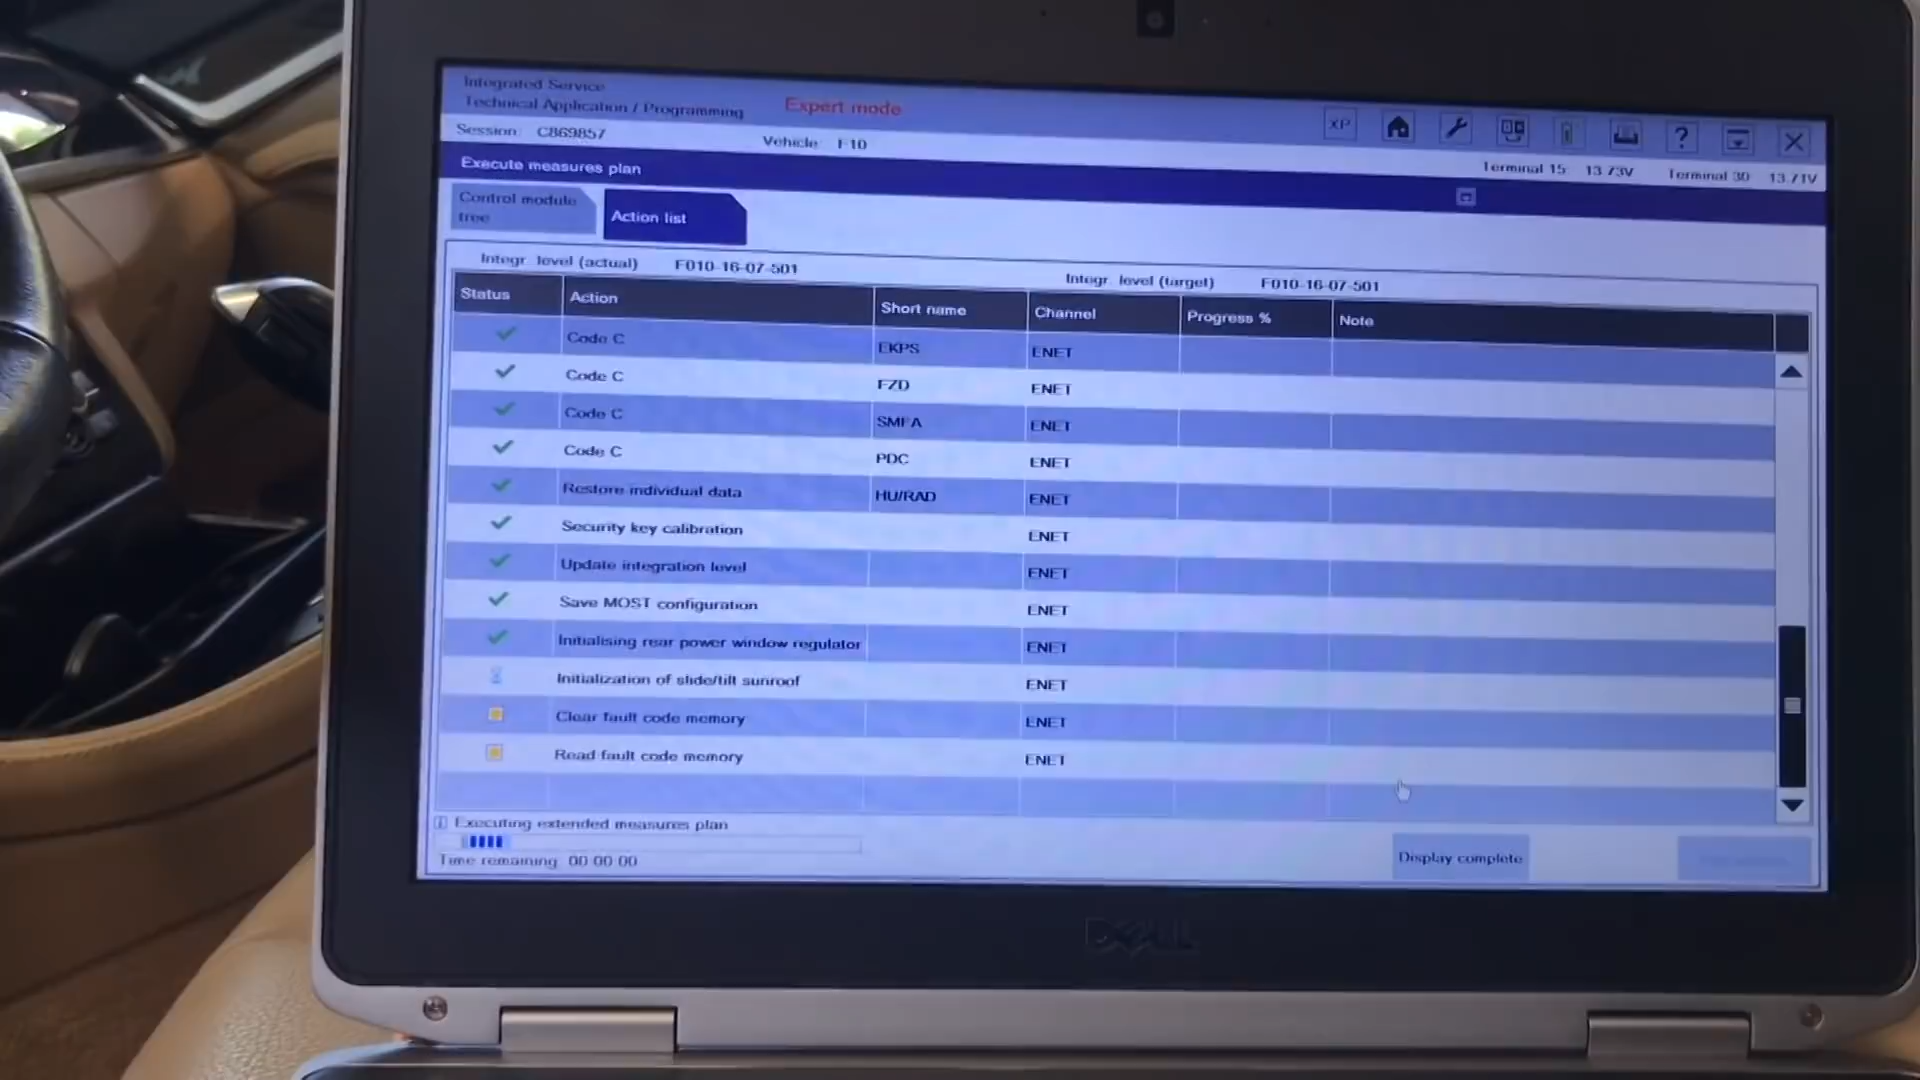 Integrated Service
Technical Application / Programming
Expert mode
XP
?
Session: C869857
Vehicle: F10
Execute measures plan
Terminal 15: 13.73V
Terminal 30: 13.71V
Control module
tree
Action list
Integr. level (actual) F010-16-07-501
Integr. level (target) F010-16-07-501
Status Action Short name Channel Progress % Note
Code C EKPS ENET
Code C FZD ENET
Code C SMFA ENET
Code C PDC ENET
Restore individual data HU/RAD ENET
Security key calibration ENET
Update integration level ENET
Save MOST configuration ENET
Initialising rear power window regulator ENET
Initialization of slide/tilt sunroof ENET
Clear fault code memory ENET
Read fault code memory ENET
Executing extended measures plan
Time remaining: 00:00:00
Display complete
DELL